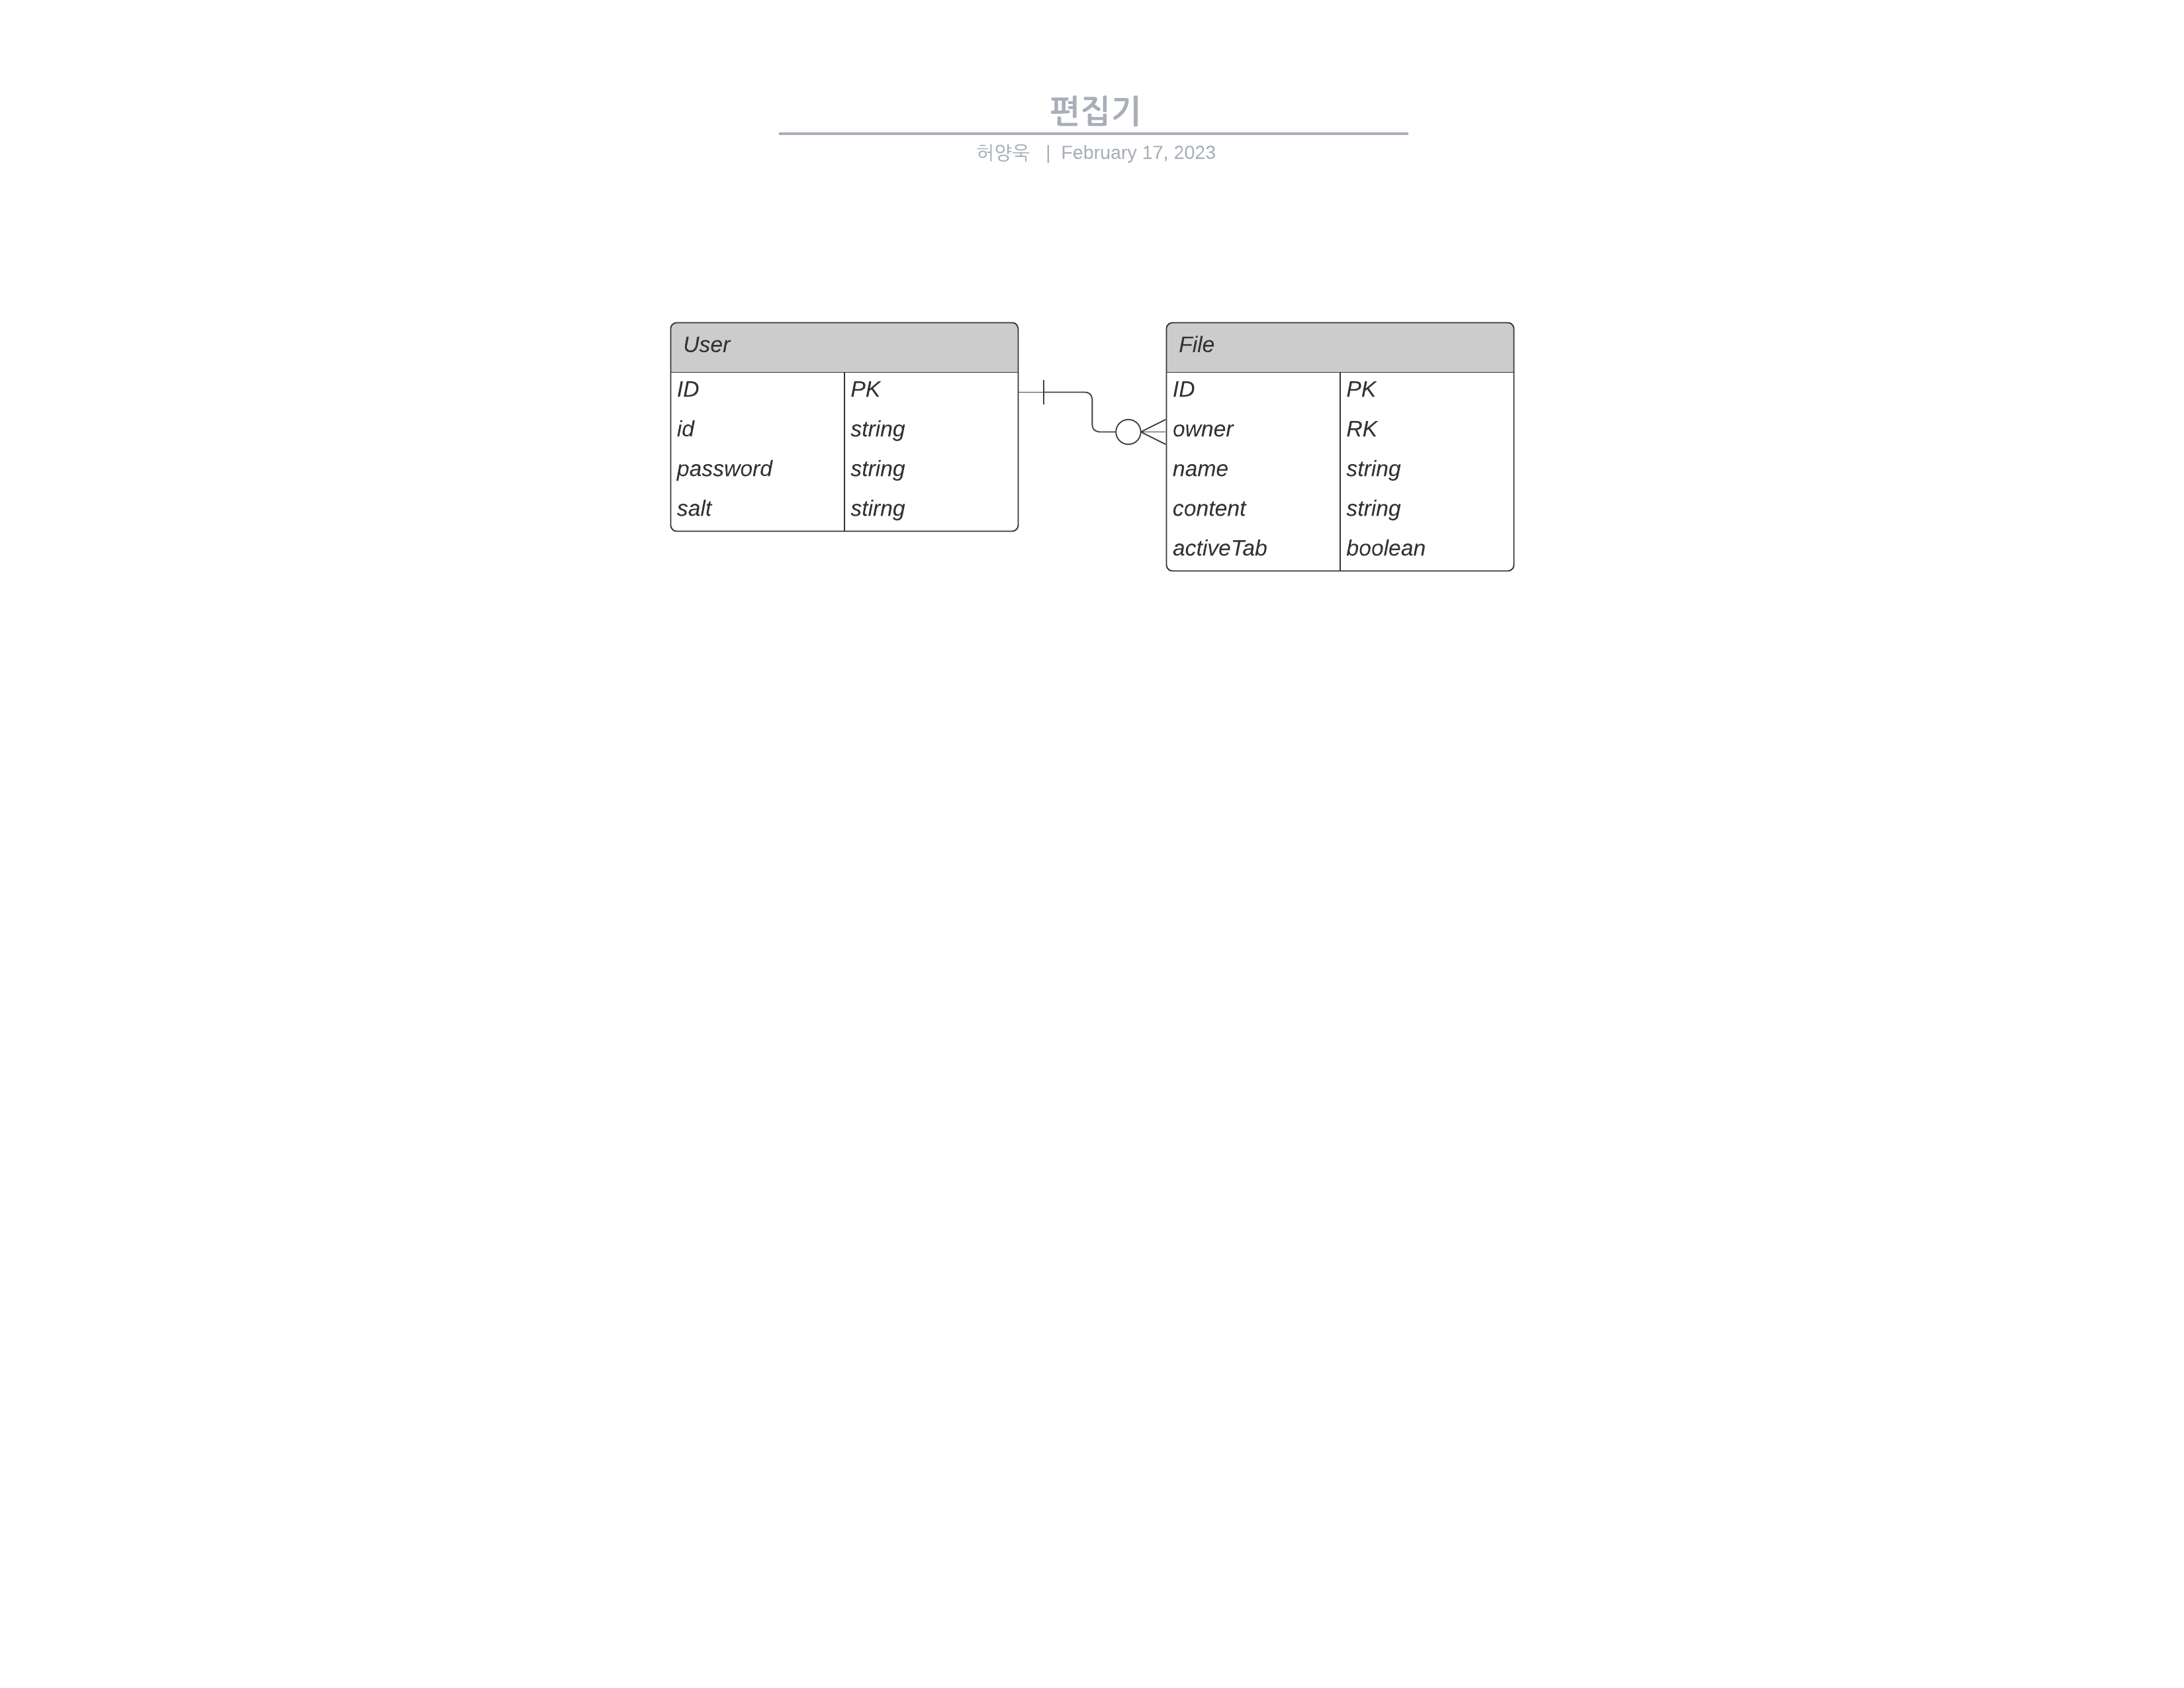 편집기
허양욱 | February 17, 2023
User
ID PK
id string
password string
salt stirng
File
ID PK
owner RK
name string
content string
activeTab boolean